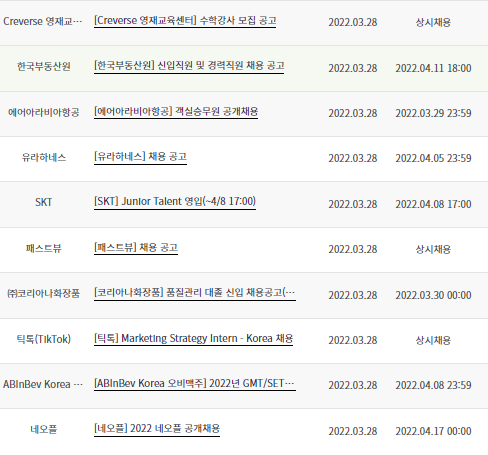 Creverse 영재교… [Creverse 영재교육센터] 수학강사 모집 공고 2022.03.28 상시채용
한국부동산원 [한국부동산원] 신입직원 및 경력직원 채용 공고 2022.03.28 2022.04.11 18:00
에어아라비아항공 [에어아라비아항공] 객실승무원 공개채용 2022.03.28 2022.03.29 23:59
유라하네스 [유라하네스] 채용 공고 2022.03.28 2022.04.05 23:59
SKT [SKT] Junior Talent 영입(~4/8 17:00) 2022.03.28 2022.04.08 17:00
패스트뷰 [패스트뷰] 채용 공고 2022.03.28 상시채용
㈜코리아나화장품 [코리아나화장품] 품질관리 대졸 신입 채용공고(… 2022.03.28 2022.03.30 00:00
틱톡(TikTok) [틱톡] Marketing Strategy Intern - Korea 채용 2022.03.28 상시채용
ABInBev Korea … [ABInBev Korea 오비맥주] 2022년 GMT/SET… 2022.03.28 2022.04.08 23:59
네오플 [네오플] 2022 네오플 공개채용 2022.03.28 2022.04.17 00:00